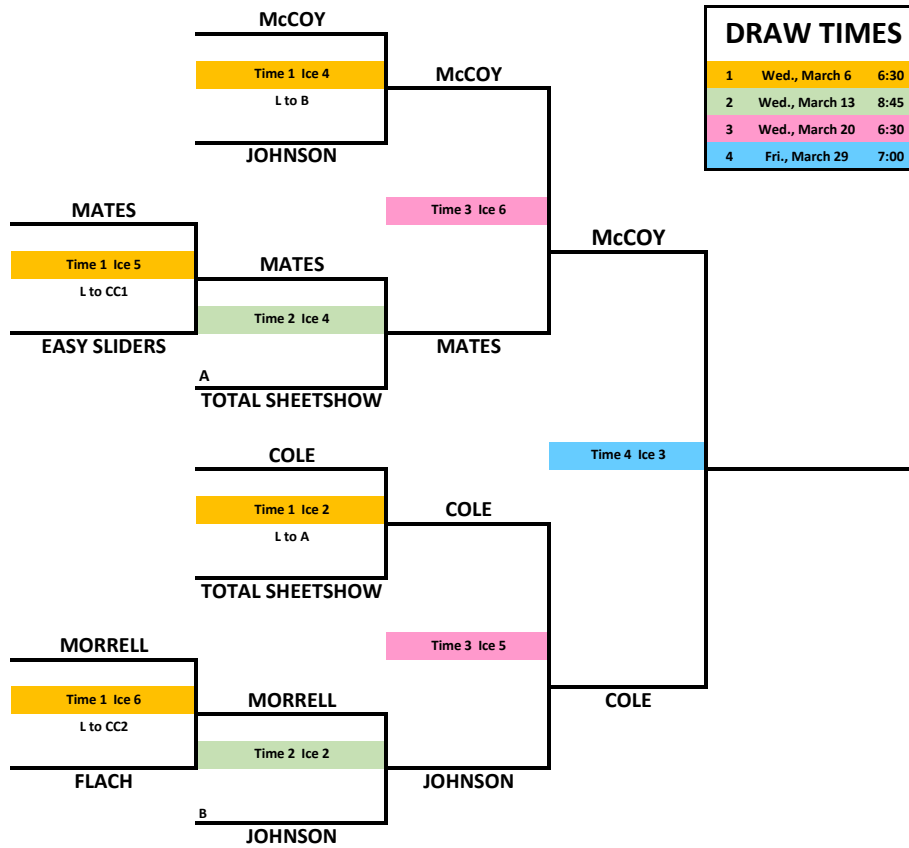 McCOY
DRAW TIMES
Time 1 Ice 4
L to B
McCOY
1 Wed., March 6 6:30
2 Wed., March 13 8:45
3 Wed., March 20 6:30
4 Fri., March 29 7:00
JOHNSON
MATES
Time 3 Ice 6
McCOY
Time 1 Ice 5
L to CC1
MATES
Time 2 Ice 4
EASY SLIDERS
MATES
A
TOTAL SHEETSHOW
COLE
Time 4 Ice 3
Time 1 Ice 2
L to A
COLE
TOTAL SHEETSHOW
MORRELL
Time 3 Ice 5
Time 1 Ice 6
L to CC2
MORRELL
COLE
Time 2 Ice 2
FLACH
JOHNSON
B
JOHNSON